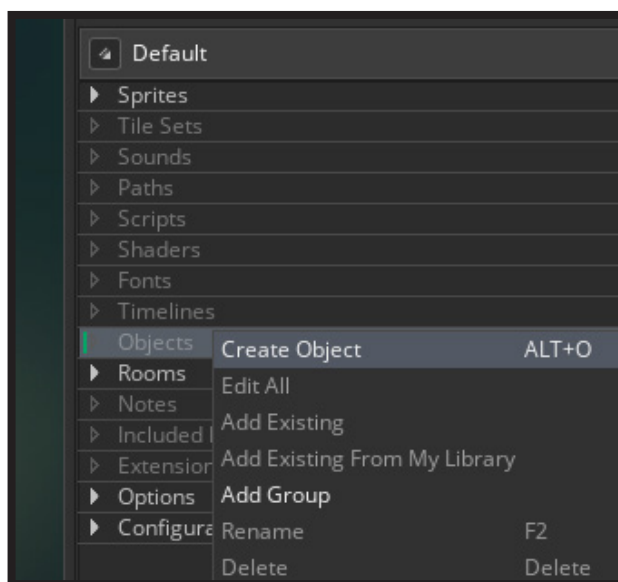 Default
Sprites
Tile Sets
Sounds
Paths
Scripts
Shaders
Fonts
Timelines
Objects
Create Object ALT+O
Rooms
Edit All
Notes
Add Existing
Included
Add Existing From My Library
Extension
Options
Add Group
Configura
Rename F2
Delete Delete